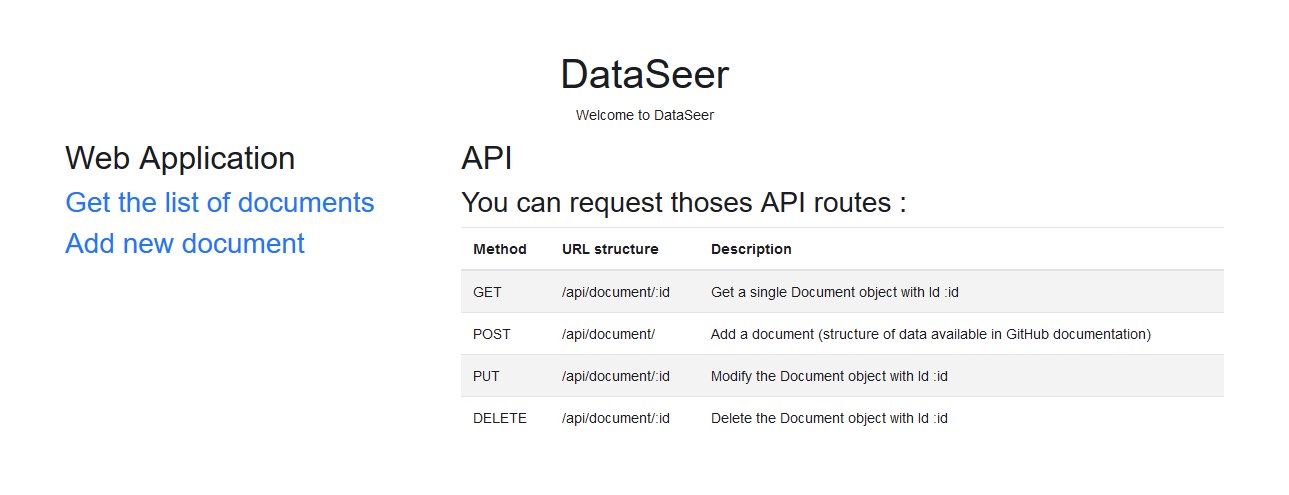 DataSeer
Welcome to DataSeer
Web Application
Get the list of documents
Add new document
API
You can request thoses API routes :
Method URL structure Description
GET /api/document/:id Get a single Document object with Id :id
POST /api/document/ Add a document (structure of data available in GitHub documentation)
PUT /api/document/:id Modify the Document object with Id :id
DELETE /api/document/:id Delete the Document object with Id :id